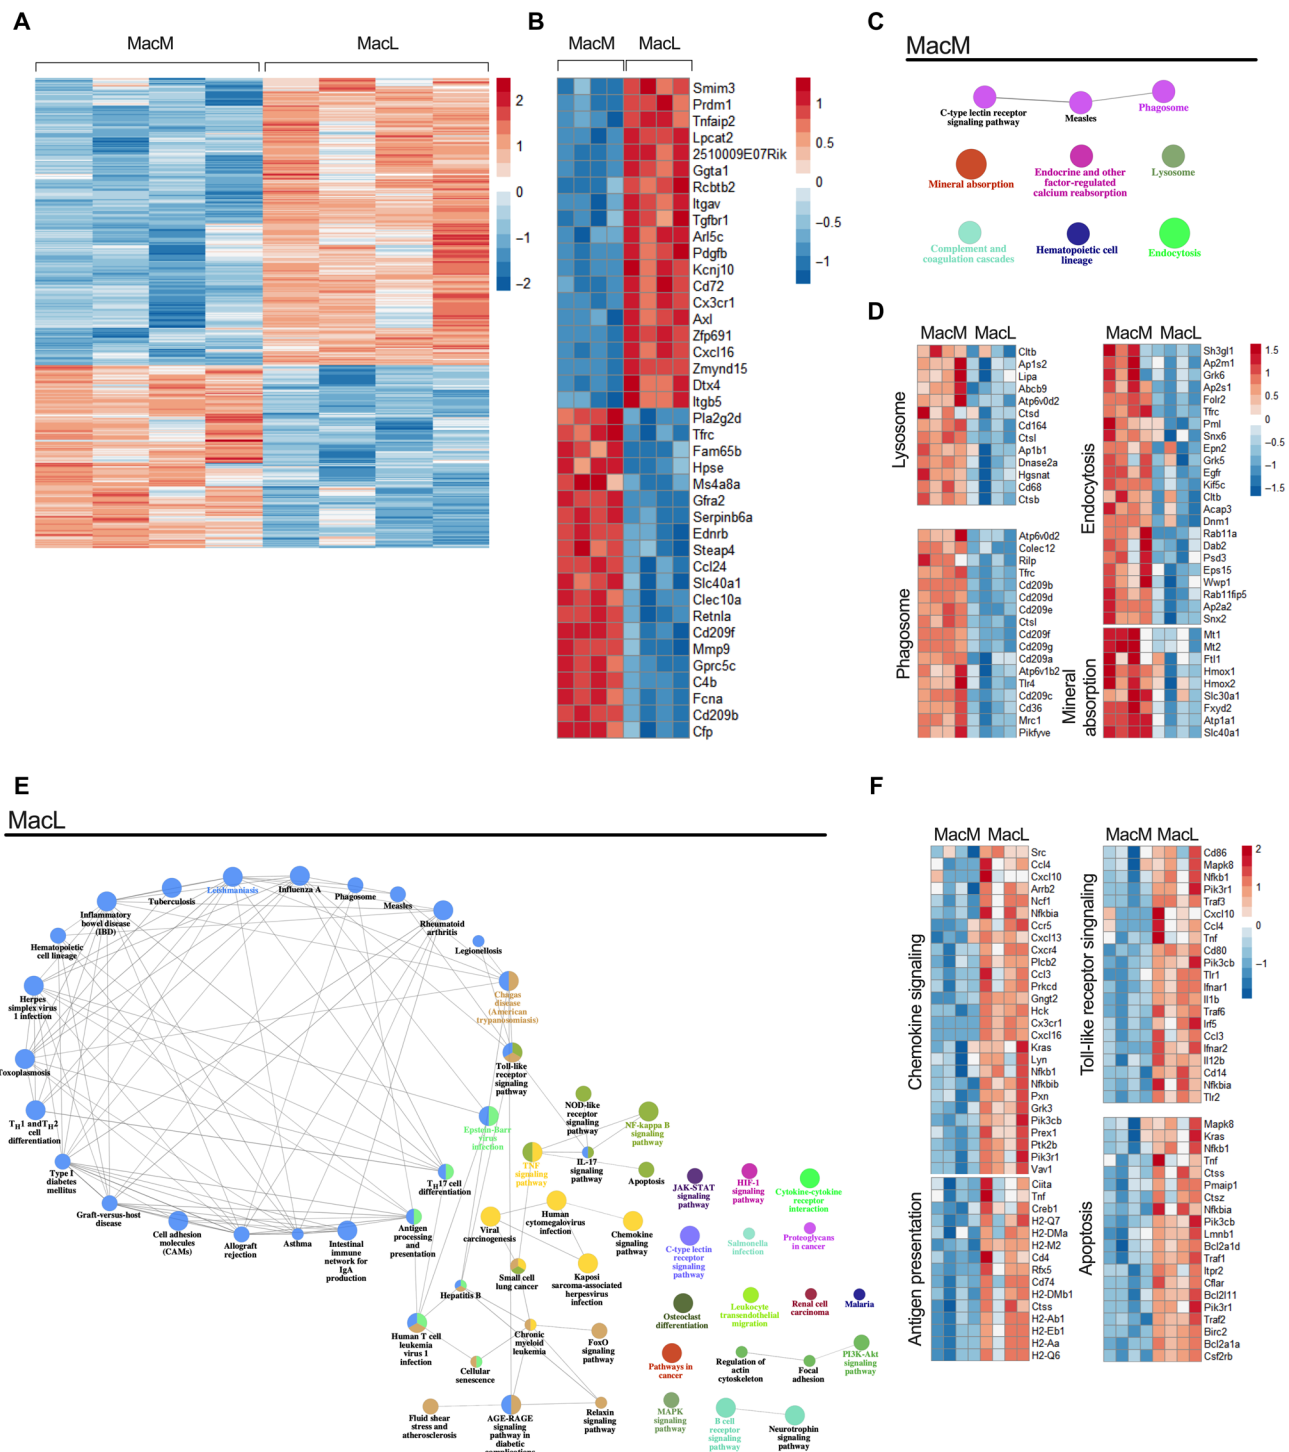 A
MacM
MacL
2
1
0
−1
−2
B
MacM
MacL
Smim3
Prdm1
Tnfaip2
Lpcat2
2510009E07Rik
Ggta1
Rcbtb2
Itgav
Tgfbr1
Arl5c
Pdgfb
Kcnj10
Cd72
Cx3cr1
Axl
Zfp691
Cxcl16
Zmynd15
Dtx4
Itgb5
Pla2g2d
Tfrc
Fam65b
Hpse
Ms4a8a
Gfra2
Serpinb6a
Ednrb
Steap4
Ccl24
Slc40a1
Clec10a
Retnla
Cd209f
Mmp9
Gprc5c
C4b
Fcna
Cd209b
Cfp
1
0.5
0
−0.5
−1
C
MacM
C-type lectin receptor
signaling pathway
Measles
Phagosome
Mineral absorption
Endocrine and other
factor-regulated
calcium reabsorption
Lysosome
Complement and
coagulation cascades
Hematopoietic cell
lineage
Endocytosis
D
MacM MacL
Lysosome
Cltb
Ap1s2
Lipa
Abcb9
Atp6v0d2
Ctsd
Cd164
Ctsl
Ap1b1
Dnase2a
Hgsnat
Cd68
Ctsb
Phagosome
Atp6v0d2
Colec12
Rilp
Tfrc
Cd209b
Cd209d
Cd209e
Ctsl
Cd209f
Cd209g
Cd209a
Atp6v1b2
Tlr4
Cd209c
Cd36
Mrc1
Pikfyve
MacM MacL
Endocytosis
Sh3gl1
Ap2m1
Grk6
Ap2s1
Folr2
Tfrc
Pml
Snx6
Epn2
Grk5
Egfr
Kif5c
Cltb
Acap3
Dnm1
Rab11a
Dab2
Psd3
Eps15
Wwp1
Rab11fip5
Ap2a2
Snx2
Mineral
absorption
Mt1
Mt2
Ftl1
Hmox1
Hmox2
Slc30a1
Fxyd2
Atp1a1
Slc40a1
1.5
1
0.5
0
−0.5
−1
−1.5
E
MacL
Leishmaniasis
Influenza A
Tuberculosis
Phagosome
Measles
Inflammatory
bowel disease
(IBD)
Rheumatoid
arthritis
Hematopoietic
cell lineage
Legionellosis
Herpes
simplex virus
1 infection
Chagas
disease
(American
trypanosomiasis)
Toxoplasmosis
Toll-like
receptor
signaling
pathway
TH1 andTH2
cell
differentiation
Epstein-Barr
virus
infection
NOD-like
receptor
signaling
pathway
NF-kappa B
signaling
pathway
TNF
signaling
pathway
IL-17
signaling
pathway
Apoptosis
Type I
diabetes
mellitus
TH17 cell
differentiation
Graft-versus-host
disease
Cell adhesion
molecules
(CAMs)
Allograft
rejection
Asthma
Intestinal
immune
network for
IgA
production
Antigen
processing
and
presentation
Viral
carcinogenesis
Human
cytomegalovirus
infection
Chemokine
signaling
pathway
Small cell
lung cancer
Kaposi
sarcoma-associated
herpesvirus
infection
Hepatitis B
Human T cell
leukemia
virus 1
infection
Chronic
myeloid
leukemia
FoxO
signaling
pathway
Cellular
senescence
Fluid shear
stress and
atherosclerosis
AGE-RAGE
signaling
pathway in
diabetic
complications
Relaxin
signaling
pathway
JAK-STAT
signaling
pathway
HIF-1
signaling
pathway
Cytokine-cytokine
receptor
interaction
C-type lectin
receptor
signaling
pathway
Salmonella
infection
Proteoglycans
in cancer
Osteoclast
differentiation
Leukocyte
transendothelial
migration
Renal cell
carcinoma
Malaria
Pathways in
cancer
Regulation of
actin
cytoskeleton
Focal
adhesion
PI3K-Akt
signaling
pathway
MAPK
signaling
pathway
B cell
receptor
signaling
pathway
Neurotrophin
signaling
pathway
F
MacM MacL
Chemokine signaling
Src
Ccl4
Cxcl10
Arrb2
Ncf1
Nfkbia
Ccr5
Cxcl13
Cxcr4
Plcb2
Ccl3
Prkcd
Gngt2
Hck
Cx3cr1
Cxcl16
Kras
Lyn
Nfkb1
Nfkbib
Pxn
Grk3
Pik3cb
Prex1
Ptk2b
Pik3r1
Vav1
Antigen presentation
Ciita
Tnf
Creb1
H2-Q7
H2-DMa
H2-M2
Cd4
Rfx5
Cd74
H2-DMb1
Ctss
H2-Ab1
H2-Eb1
H2-Aa
H2-Q6
MacM MacL
Toll-like receptor singnaling
Cd86
Mapk8
Nfkb1
Pik3r1
Traf3
Cxcl10
Ccl4
Tnf
Cd80
Pik3cb
Tlr1
Ifnar1
Il1b
Traf6
Irf5
Ccl3
Ifnar2
Il12b
Cd14
Nfkbia
Tlr2
Apoptosis
Mapk8
Kras
Nfkb1
Tnf
Ctss
Pmaip1
Ctsz
Nfkbia
Pik3cb
Lmnb1
Bcl2a1d
Traf1
Itpr2
Cflar
Bcl2l11
Pik3r1
Traf2
Birc2
Bcl2a1a
Csf2rb
2
1
0
−1